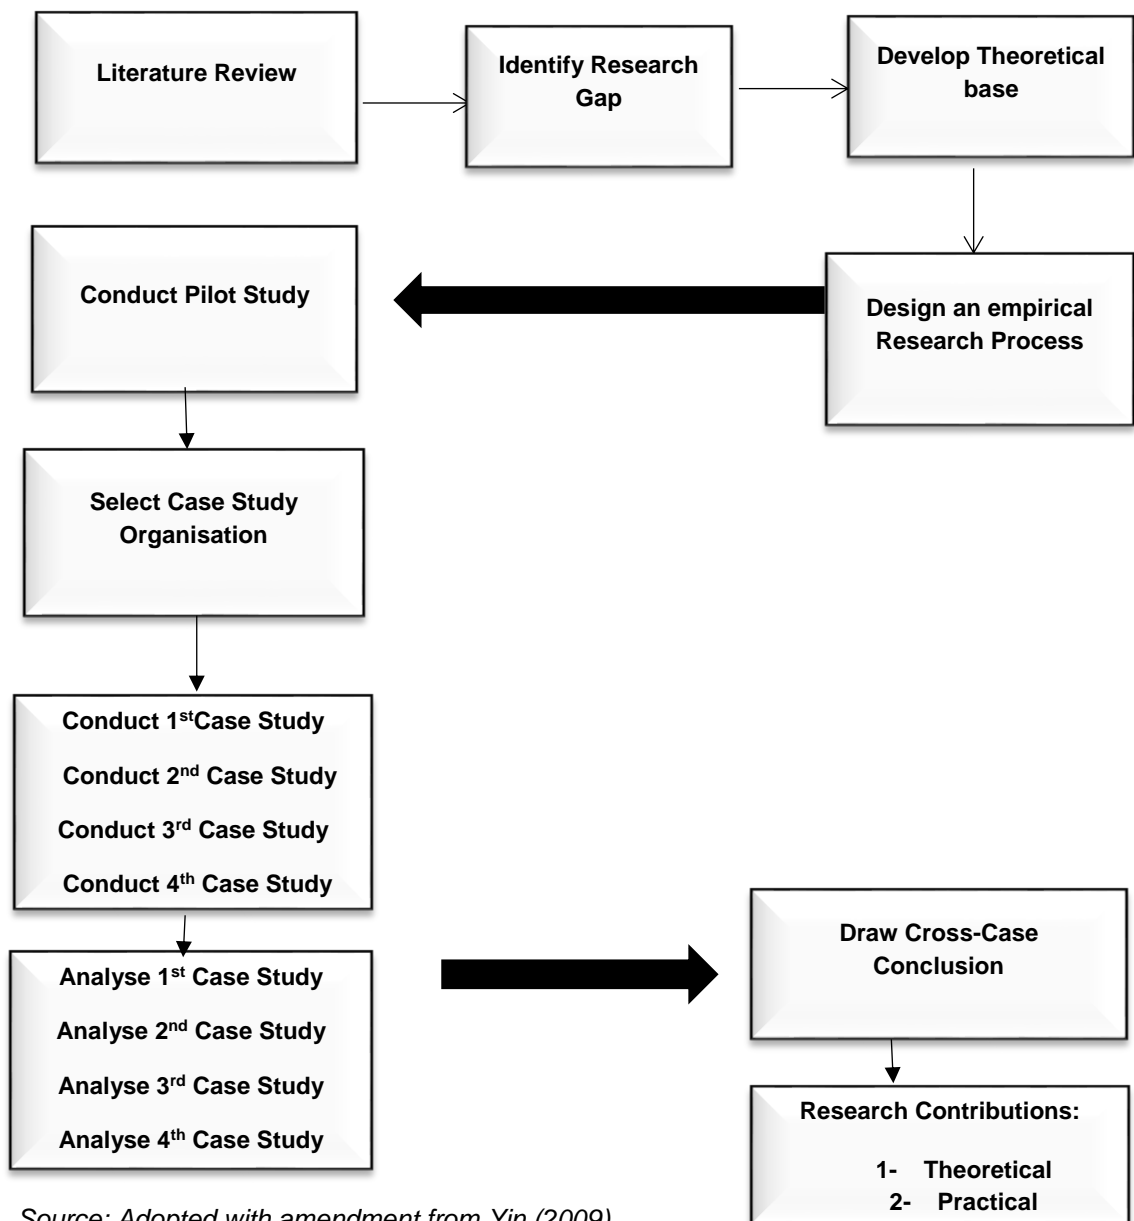 Literature Review
Identify Research
Gap
Develop Theoretical
base
Design an empirical
Research Process
Conduct Pilot Study
Select Case Study
Organisation
Conduct 1stCase Study
Conduct 2nd Case Study
Conduct 3rd Case Study
Conduct 4th Case Study
Analyse 1st Case Study
Analyse 2nd Case Study
Analyse 3rd Case Study
Analyse 4th Case Study
Draw Cross-Case
Conclusion
Research Contributions:
1- Theoretical
2- Practical
Source: Adopted with amendment from Yin (2009)